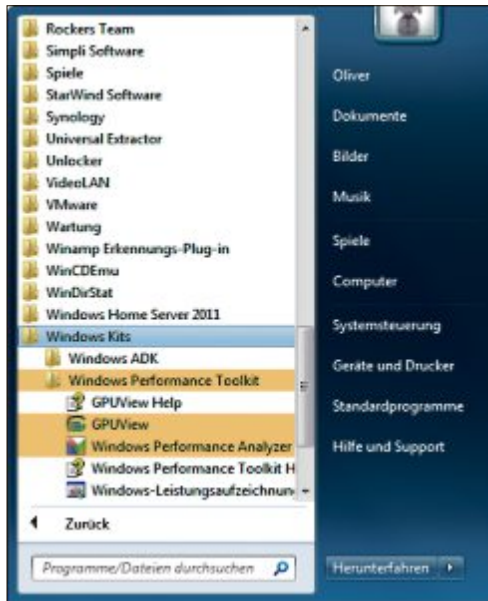 Rockers Team
Simpli Software
Spiele
StarWind Software
Synology
Universal Extractor
Unlocker
VideoLAN
VMware
Wartung
Winamp Erkennungs-Plug-in
WinCDEmu
WinDirStat
Windows Home Server 2011
Windows Kits
Windows ADK
Windows Performance Toolkit
GPUView Help
GPUView
Windows Performance Analyzer
Windows Performance Toolkit H
Windows-Leistungsaufzeichnun
Zurück
Programme/Dateien durchsuchen
Oliver
Dokumente
Bilder
Musik
Spiele
Computer
Systemsteuerung
Geräte und Drucker
Standardprogramme
Hilfe und Support
Herunterfahren